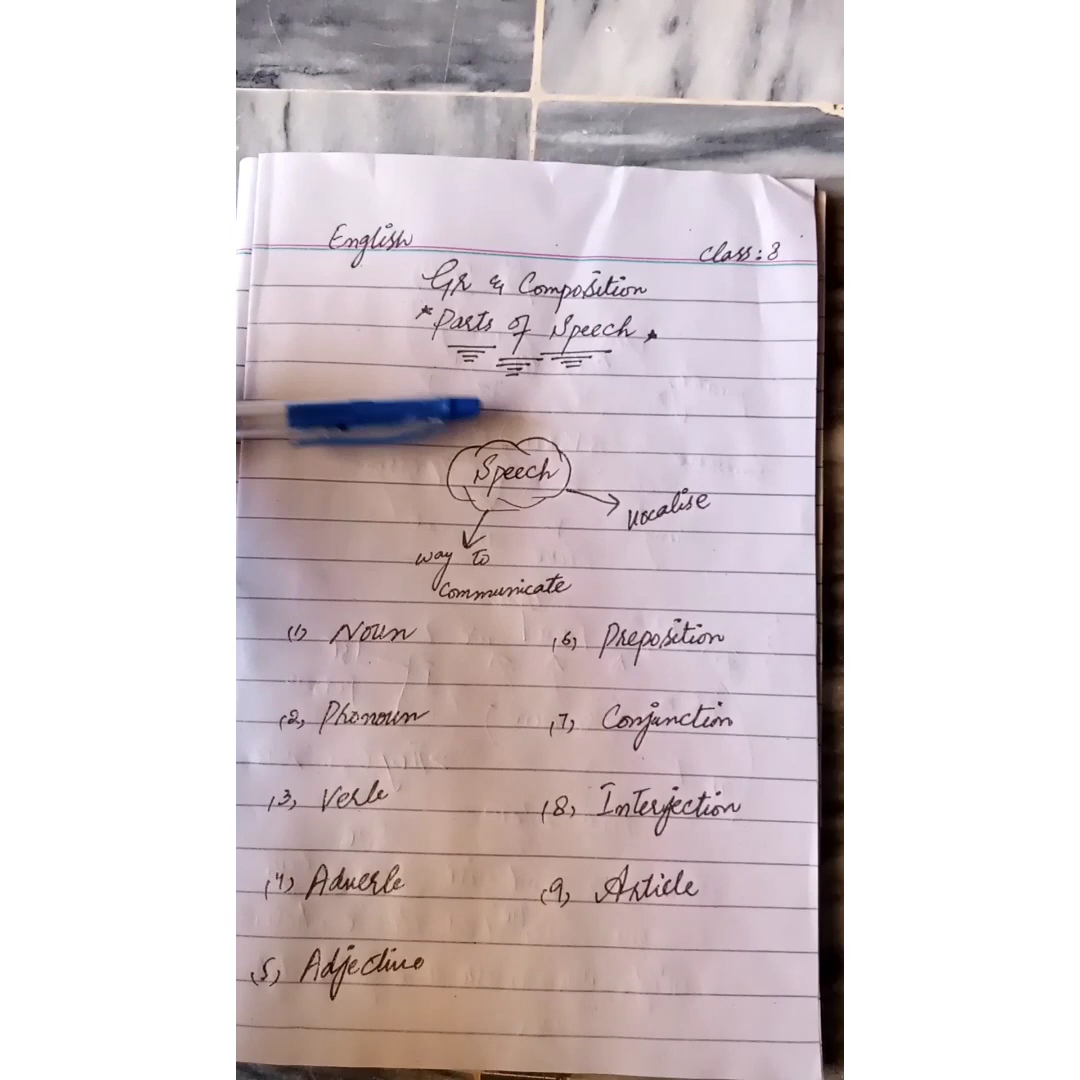 English
Class: 8
Gr & Composition
*Parts of Speech*
Speech
vocalise
way to
communicate
(1) Noun
(6) Preposition
(2) Pronoun
(7) Conjunction
(3) Verb
(8) Interjection
(4) Adverb
(9) Article
(5) Adjective